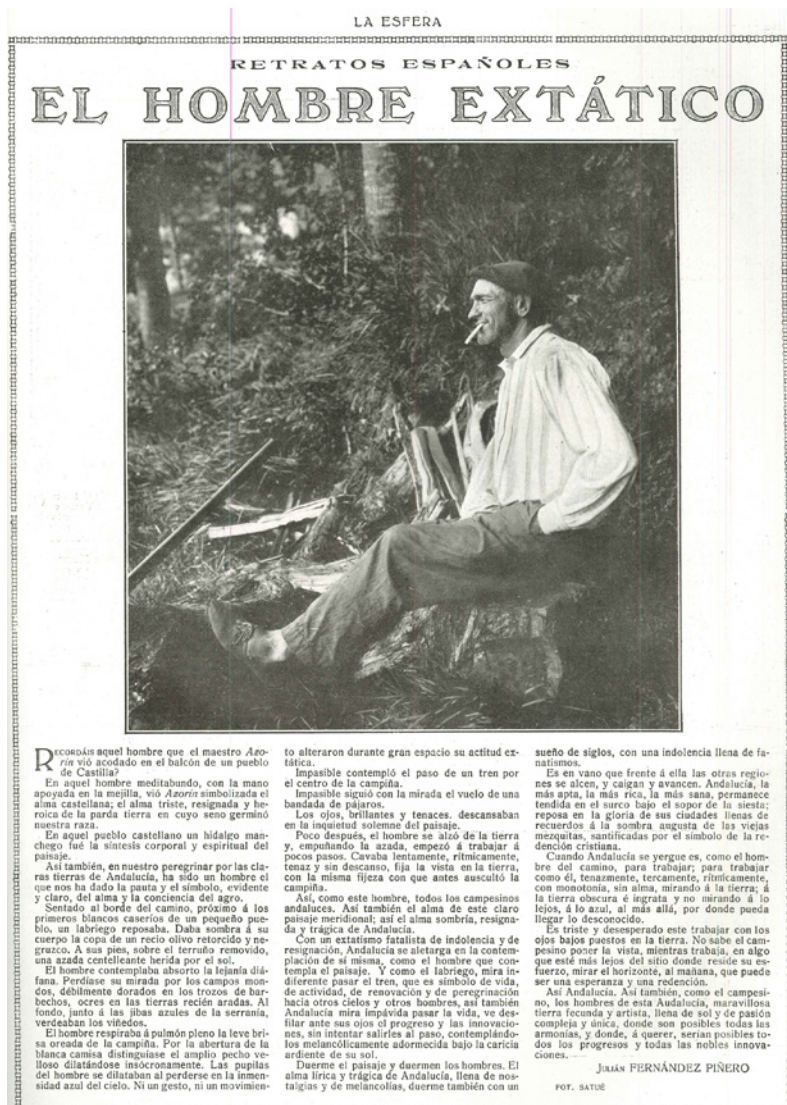 LA ESFERA
RETRATOS ESPAÑOLES
EL HOMBRE EXTÁTICO
RECORDÁIS aquel hombre que el maestro Azo-
rín vió acodado en el balcón de un pueblo
de Castilla?
En aquel hombre meditabundo, con la mano
apoyada en la mejilla, vió Azorín simbolizada el
alma castellana; el alma triste, resignada y he-
roica de la parda tierra en cuyo seno germinó
nuestra raza.
En aquel pueblo castellano un hidalgo man-
chego fué la síntesis corporal y espiritual del
paisaje.
Así también, en nuestro peregrinar por las cla-
ras tierras de Andalucía, ha sido un hombre el
que nos ha dado la pauta y el símbolo, evidente
y claro, del alma y la conciencia del agro.
Sentado al borde del camino, próximo á los
primeros blancos caseríos de un pequeño pue-
blo, un labriego reposaba. Daba sombra á su
cuerpo la copa de un recio olivo retorcido y ne-
gruzco. A sus pies, sobre el terruño removido,
una azada centelleante herida por el sol.
El hombre contemplaba absorto la lejanía diá-
fana. Perdíase su mirada por los campos mon-
dos, débilmente dorados en los trozos de bar-
bechos, ocres en las tierras recién aradas. Al
fondo, junto á las jibas azules de la serranía,
verdeaban los viñedos.
El hombre respiraba á pulmón pleno la leve bri-
sa oreada de la campiña. Por la abertura de la
blanca camisa distinguíase el amplio pecho ve-
lloso dilatándose insócronamente. Las pupilas
del hombre se dilataban al perderse en la inmen-
sidad azul del cielo. Ni un gesto, ni un movimien-
to alteraron durante gran espacio su actitud ex-
tática.
Impasible contempló el paso de un tren por
el centro de la campiña.
Impasible siguió con la mirada el vuelo de una
bandada de pájaros.
Los ojos, brillantes y tenaces. descansaban
en la inquietud solemne del paisaje.
Poco después, el hombre se alzó de la tierra
y, empuñando la azada, empezó á trabajar á
pocos pasos. Cavaba lentamente, rítmicamente,
tenaz y sin descanso, fija la vista en la tierra,
con la misma fijeza con que antes auscultó la
campiña.
Así, como este hombre, todos los campesinos
andaluces. Así también el alma de este claro
paisaje meridional; así el alma sombría, resigna-
da y trágica de Andalucía.
Con un extatismo fatalista de indolencia y de
resignación, Andalucía se aletarga en la contem-
plación de sí misma, como el hombre que con-
templa el paisaje. Y como el labriego, mira in-
diferente pasar el tren, que es símbolo de vida,
de actividad, de renovación y de peregrinación
hacia otros cielos y otros hombres, así también
Andalucía mira impávida pasar la vida, ve des-
filar ante sus ojos el progreso y las innovacio-
nes, sin intentar salirles al paso, contemplándo-
los melancólicamente adormecida bajo la caricia
ardiente de su sol.
Duerme el paisaje y duermen los hombres. El
alma lírica y trágica de Andalucía, llena de nos-
talgias y de melancolías, duerme también con un
sueño de siglos, con una indolencia llena de fa-
natismos.
Es en vano que frente á ella las otras regio-
nes se alcen, y caigan y avancen. Andalucía, la
más apta, la más rica, la más sana, permanece
tendida en el surco bajo el sopor de la siesta;
reposa en la gloria de sus ciudades llenas de
recuerdos á la sombra augusta de las viejas
mezquitas, santificadas por el símbolo de la re-
dención cristiana.
Cuando Andalucía se yergue es, como el hom-
bre del camino, para trabajar; para trabajar
como él, tenazmente, tercamente, rítmicamente,
con monotonía, sin alma, mirando á la tierra; á
la tierra obscura é ingrata y no mirando á lo
lejos, á lo azul, al más allá, por donde pueda
llegar lo desconocido.
Es triste y desesperado este trabajar con los
ojos bajos puestos en la tierra. No sabe el cam-
pesino poner la vista, mientras trabaja, en algo
que esté más lejos del sitio donde reside su es-
fuerzo, mirar el horizonte, al mañana, que puede
ser una esperanza y una redención.
Así Andalucía. Así también, como el campesi-
no, los hombres de esta Audalucía, maravillosa
tierra fecunda y artista, llena de sol y de pasión
compleja y única, donde son posibles todas las
armonías, y donde, á querer, serían posibles to-
dos los progresos y todas las nobles innova-
ciones.
JULIÁN FERNÁNDEZ PIÑERO
FOT. SATUÉ